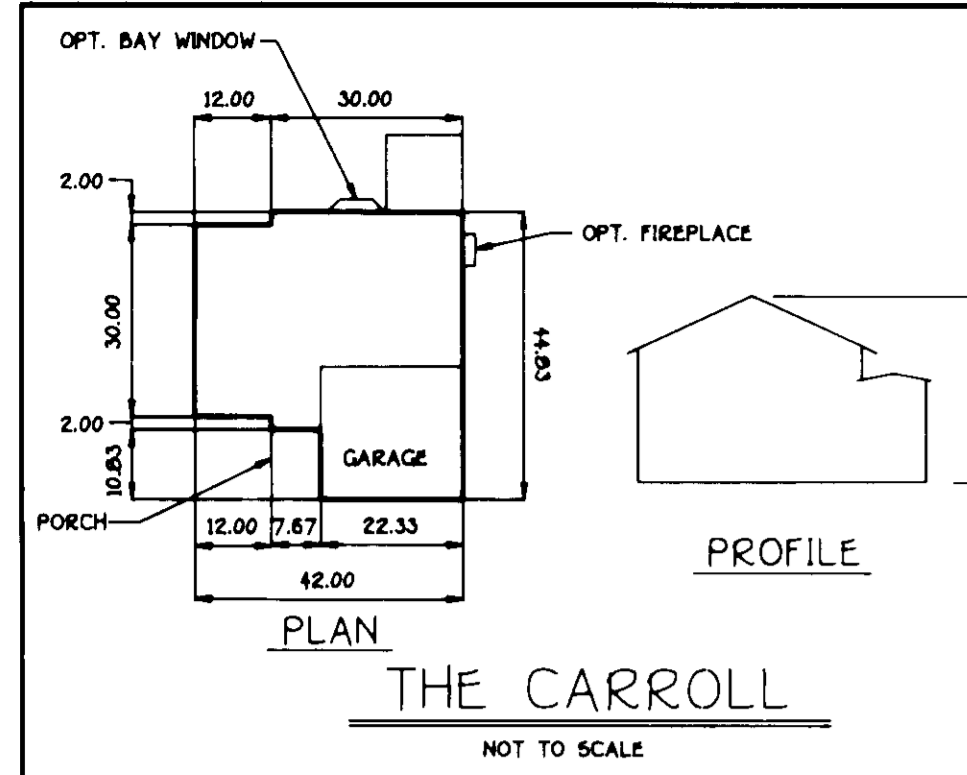 OPT. BAY WINDOW
12.00 30.00
2.00
OPT. FIREPLACE
30.00
44.83
2.00
10.83
GARAGE
PORCH
12.00 7.67 22.33
42.00
PLAN
PROFILE
THE CARROLL
NOT TO SCALE